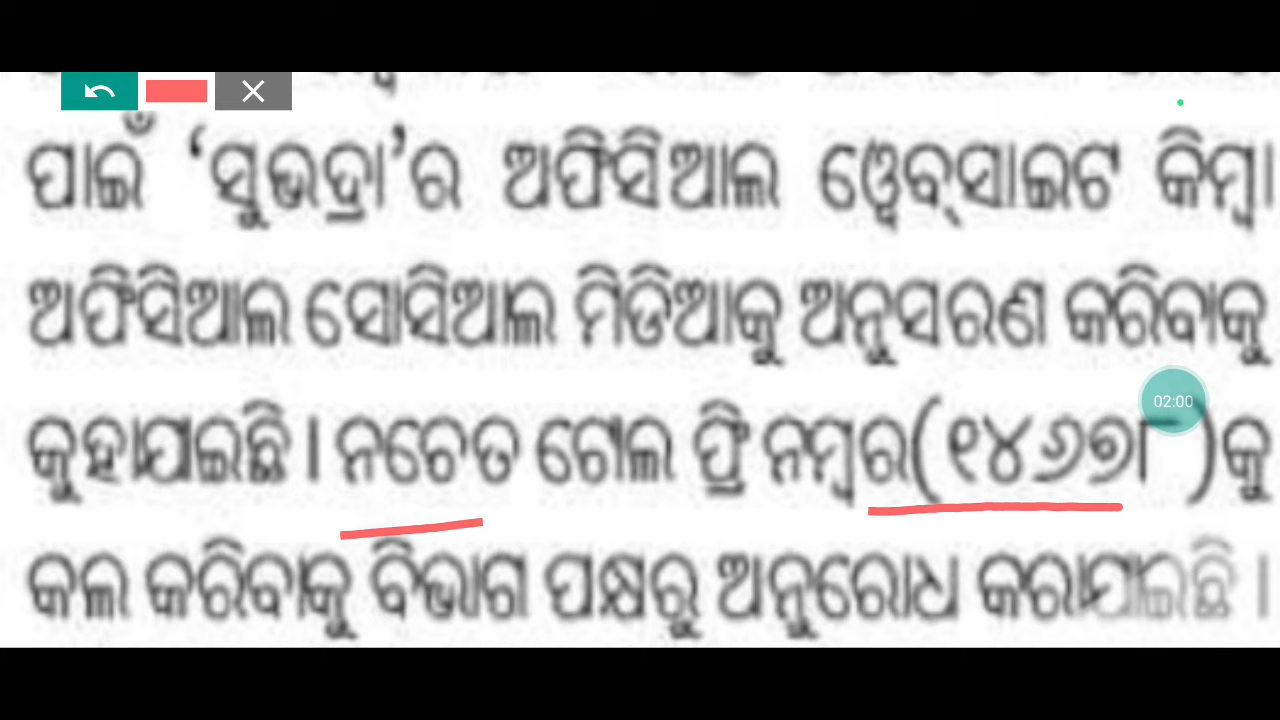 ପାଇଁ ‘ସୁଭଦ୍ରା’ର ଅଫିସିଆଲ ୱେବ୍‌ସାଇଟ କିମ୍ବା
ଅଫିସିଆଲ ସୋସିଆଲ ମିଡିଆକୁ ଅନୁସରଣ କରିବାକୁ
02:00
କୁହାଯାଇଛି । ନଚେତ ଟୋଲ ଫ୍ରି ନମ୍ବର(୧୪୬୭୮)କୁ
କଲ କରିବାକୁ ବିଭାଗ ପକ୍ଷରୁ ଅନୁରୋଧ କରାଯାଇଛି ।